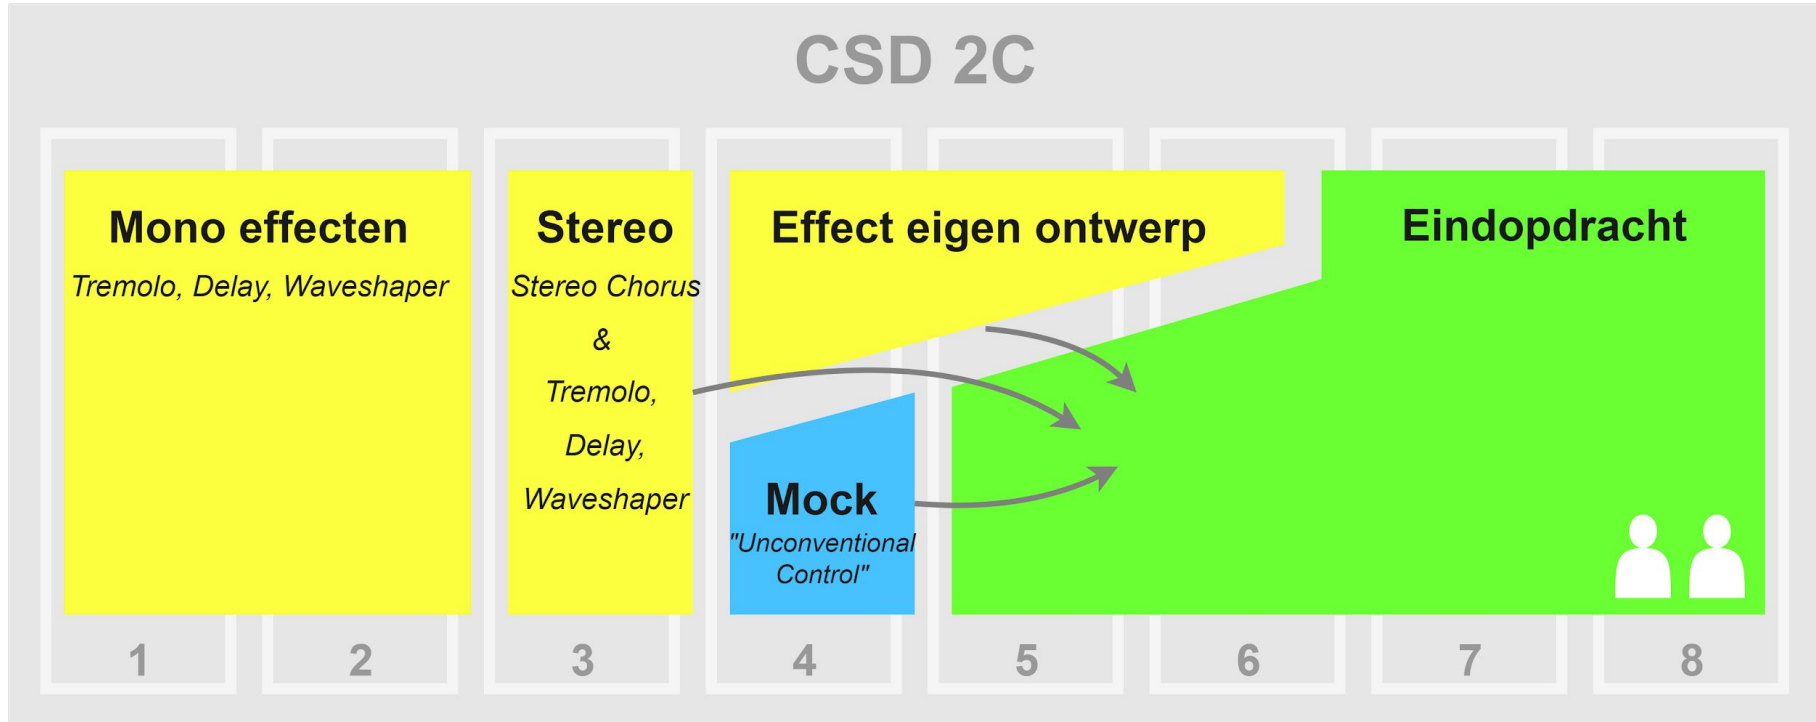 CSD 2C
Mono effecten
Tremolo, Delay, Waveshaper
Stereo
Stereo Chorus
&
Tremolo,
Delay,
Waveshaper
Effect eigen ontwerp
Mock
"Unconventional
Control"
Eindopdracht
1
2
3
4
5
6
7
8